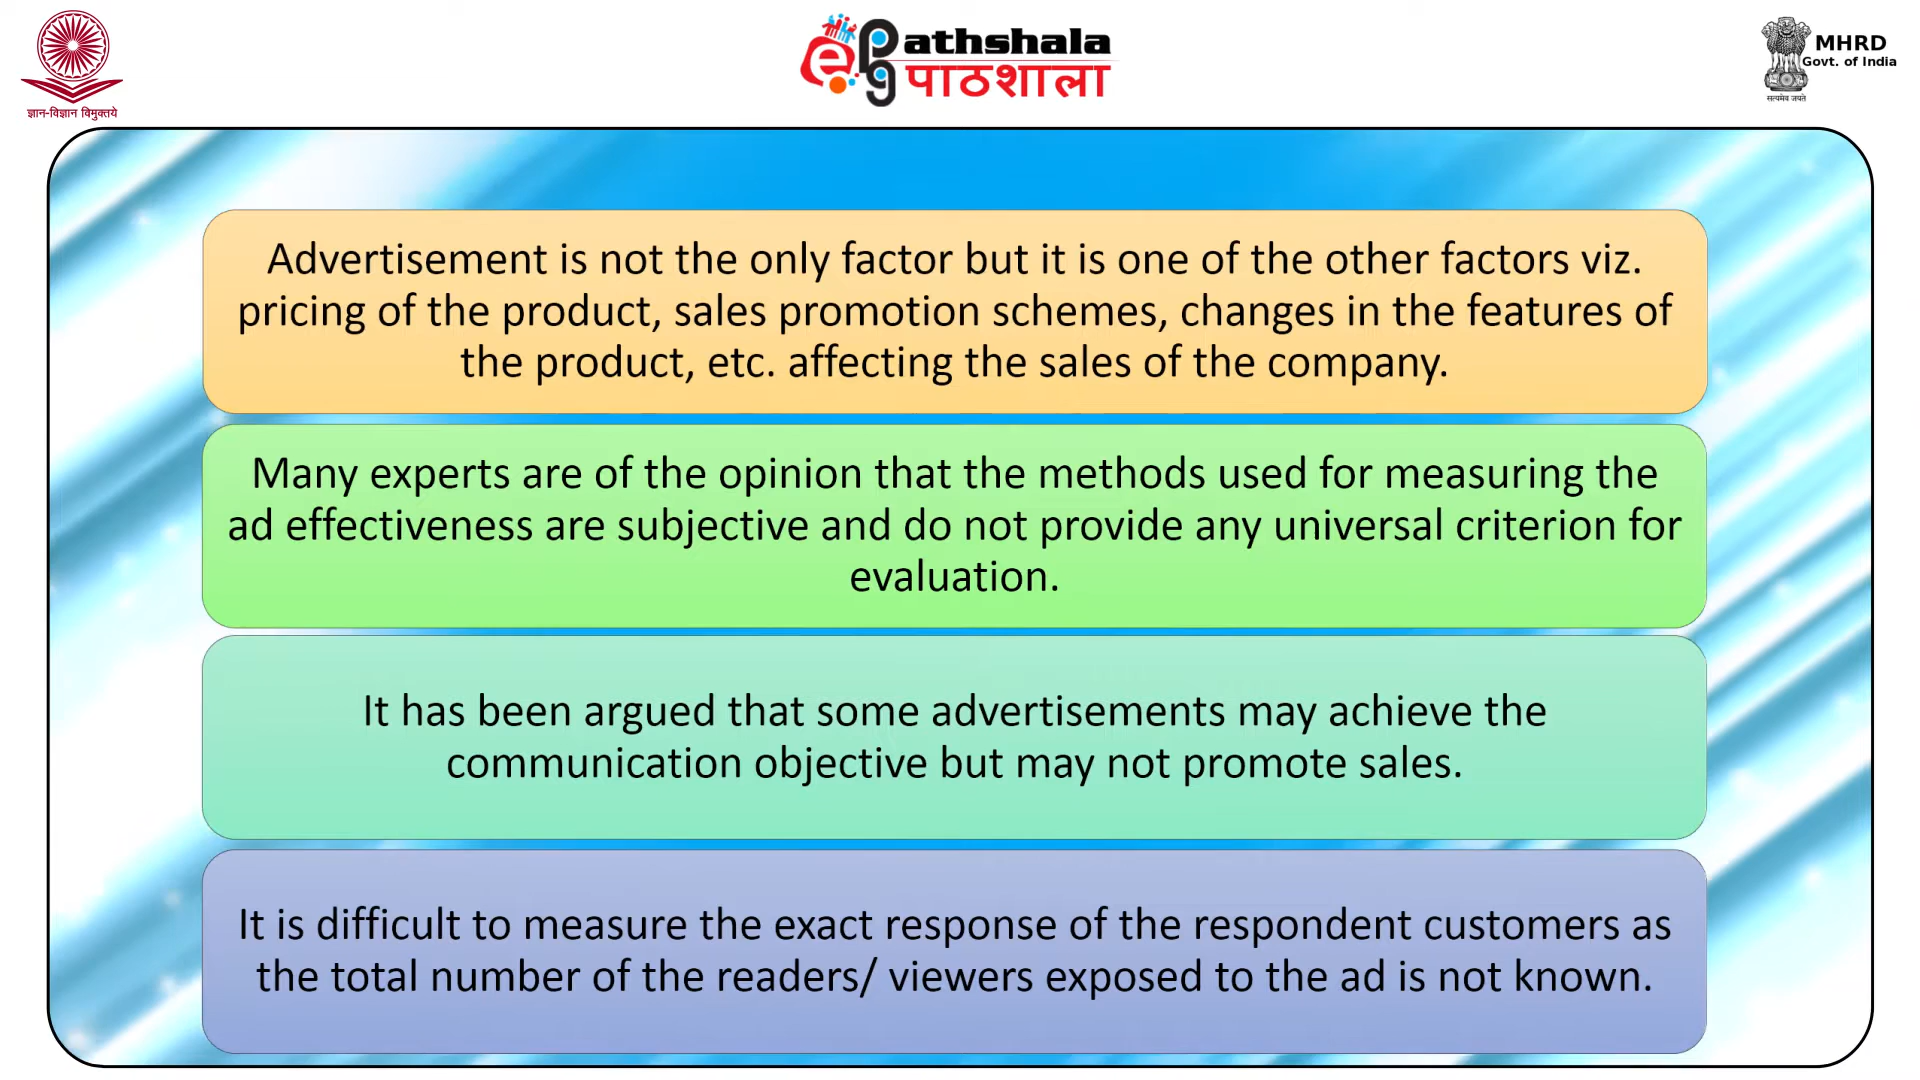 ज्ञान-विज्ञान विमुक्तये
ePG Pathshala
पाठशाला
MHRD
Govt. of India
सत्यमेव जयते
Advertisement is not the only factor but it is one of the other factors viz.
pricing of the product, sales promotion schemes, changes in the features of
the product, etc. affecting the sales of the company.
Many experts are of the opinion that the methods used for measuring the
ad effectiveness are subjective and do not provide any universal criterion for
evaluation.
It has been argued that some advertisements may achieve the
communication objective but may not promote sales.
It is difficult to measure the exact response of the respondent customers as
the total number of the readers/ viewers exposed to the ad is not known.